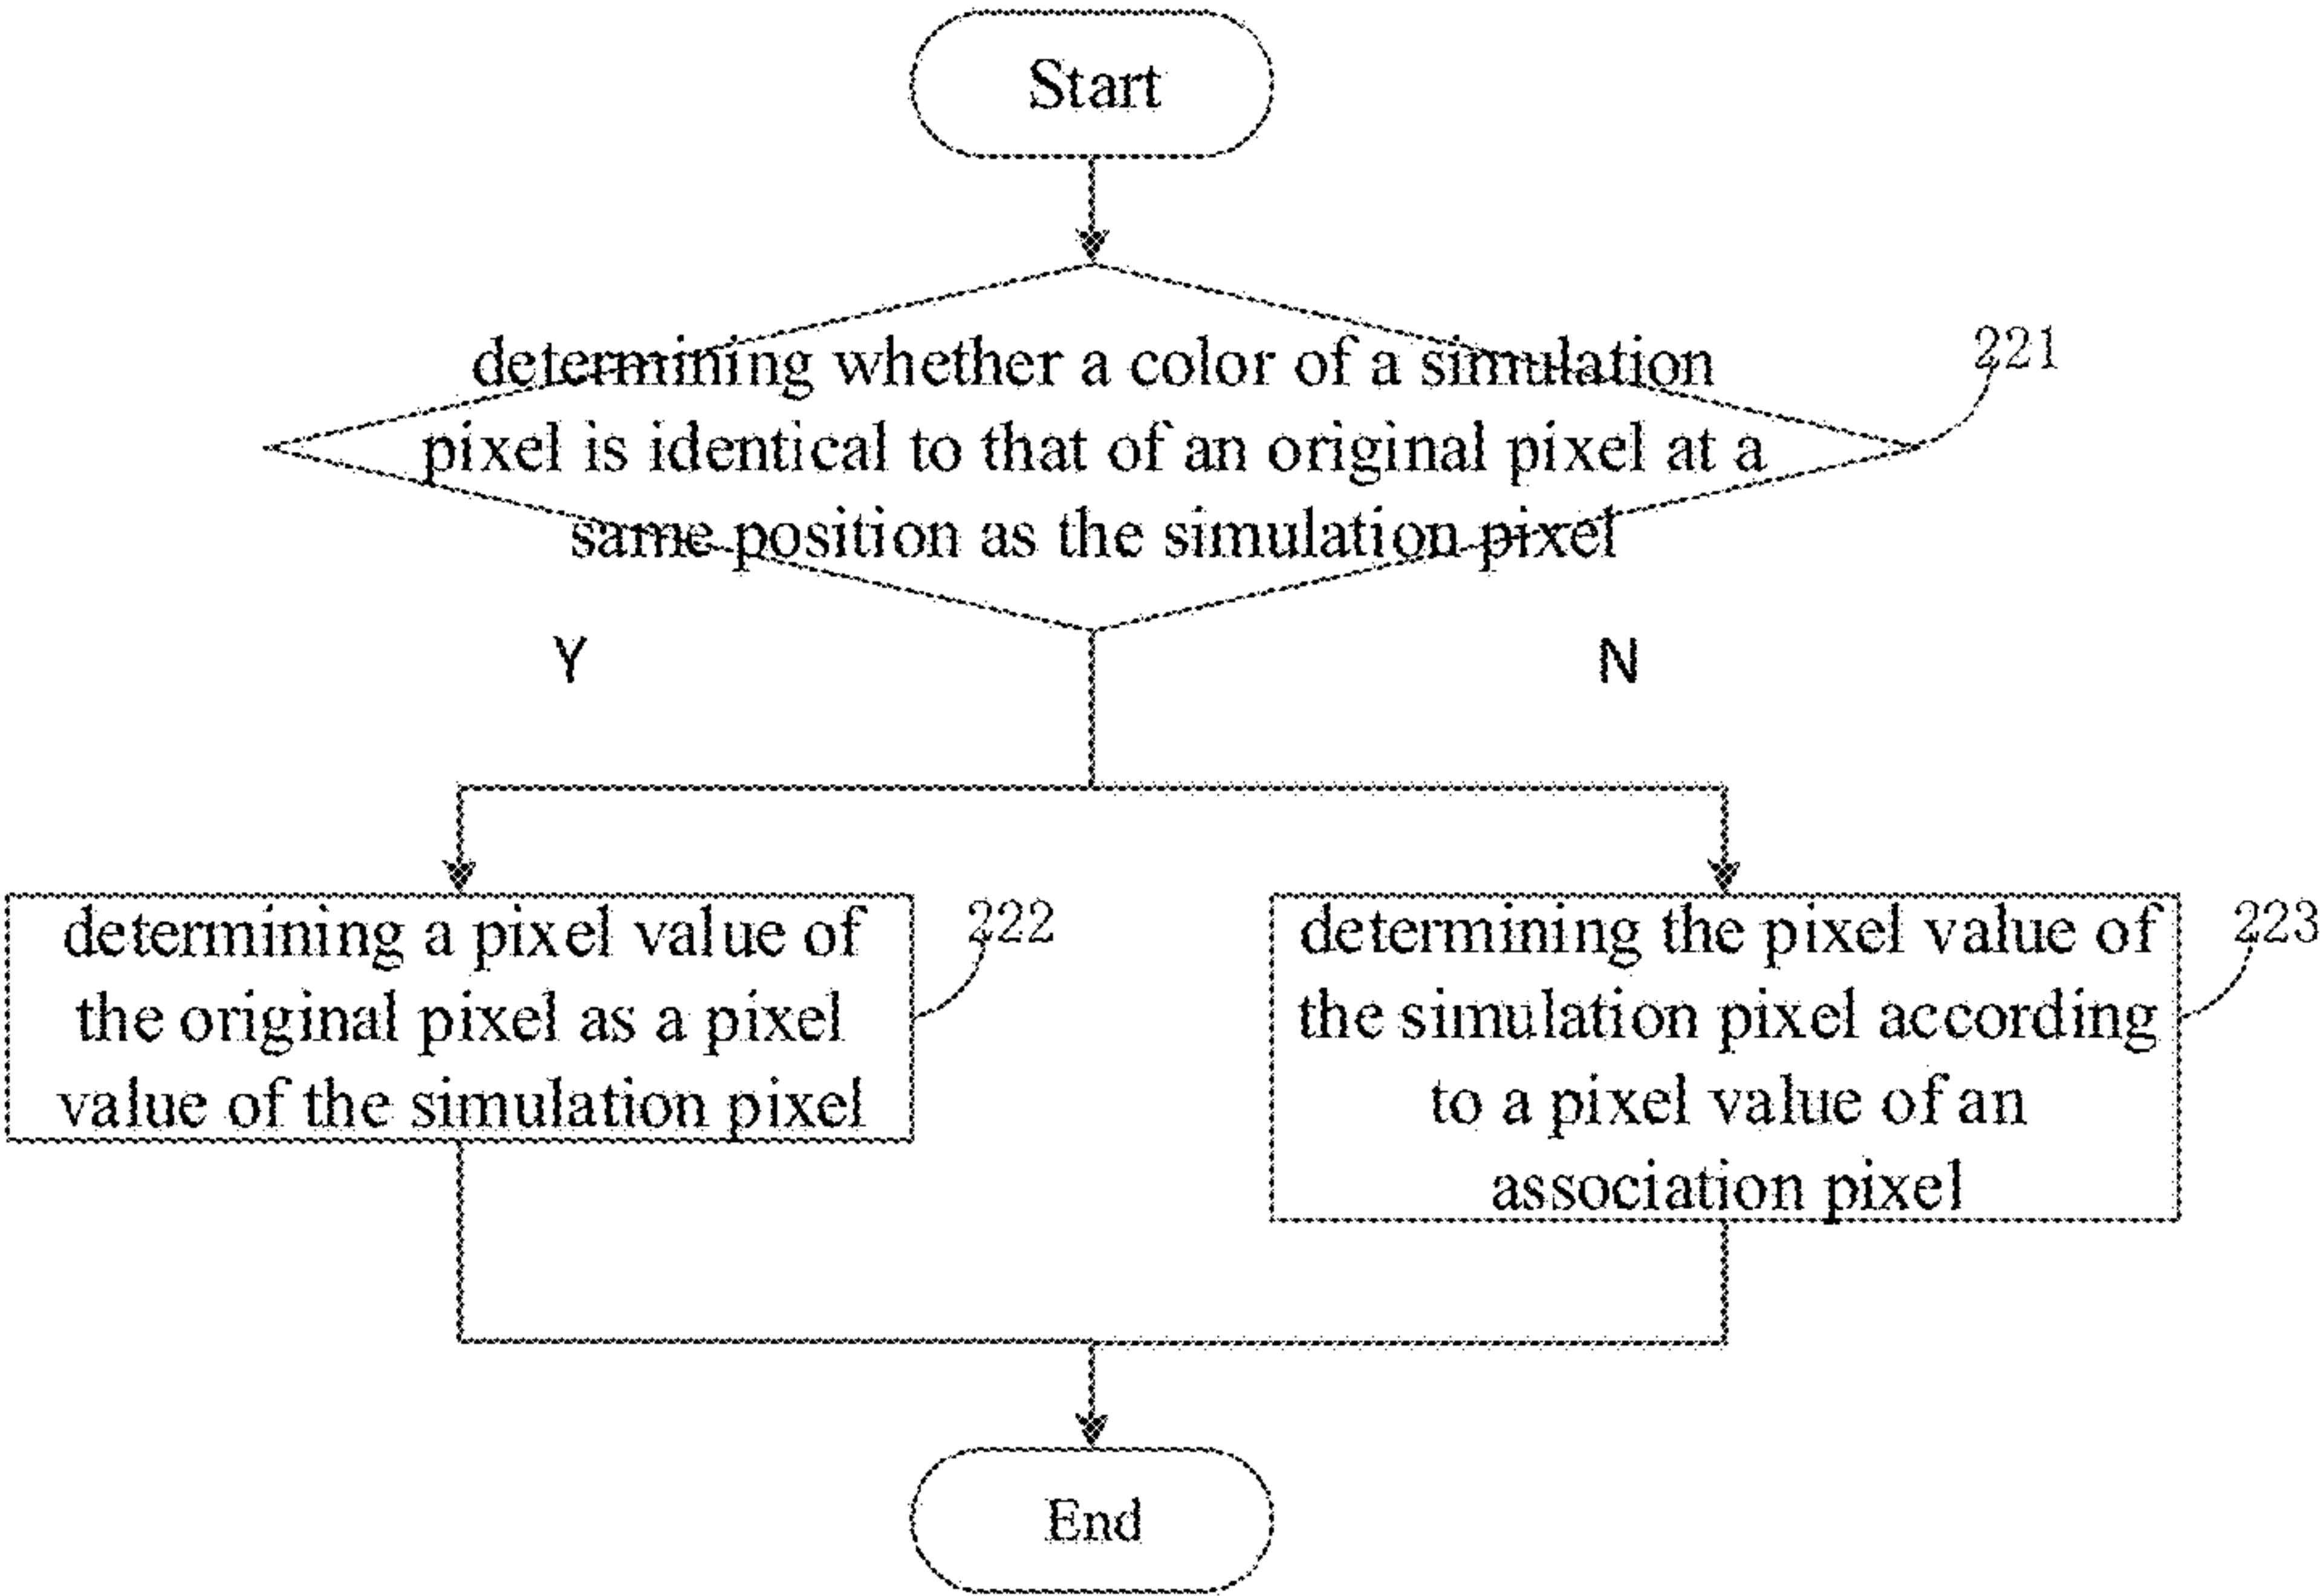 Start
determining whether a color of a simulation
pixel is identical to that of an original pixel at a
same position as the simulation pixel
221
Y
N
determining a pixel value of
the original pixel as a pixel
value of the simulation pixel
222
determining the pixel value of
the simulation pixel according
to a pixel value of an
association pixel
223
End